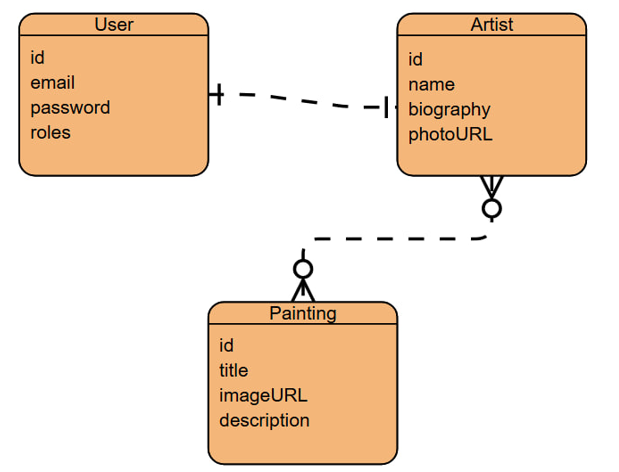 User
id
email
password
roles
Artist
id
name
biography
photoURL
Painting
id
title
imageURL
description